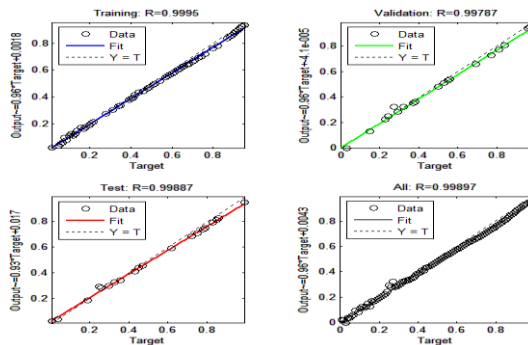 Training: R=0.9995
Output~=0.96*Target+0.0018
0.8
0.6
0.4
0.2
Data
Fit
Y = T
0.2 0.4 0.6 0.8
Target
Validation: R=0.99787
Output~=0.96*Target+-4.1e-005
0.8
0.6
0.4
0.2
0
Data
Fit
Y = T
0 0.2 0.4 0.6 0.8
Target
Test: R=0.99887
Output~=0.93*Target+0.017
0.8
0.6
0.4
0.2
Data
Fit
Y = T
0.2 0.4 0.6 0.8
Target
All: R=0.99897
Output~=0.96*Target+0.0043
0.8
0.6
0.4
0.2
0
Data
Fit
Y = T
0 0.2 0.4 0.6 0.8
Target